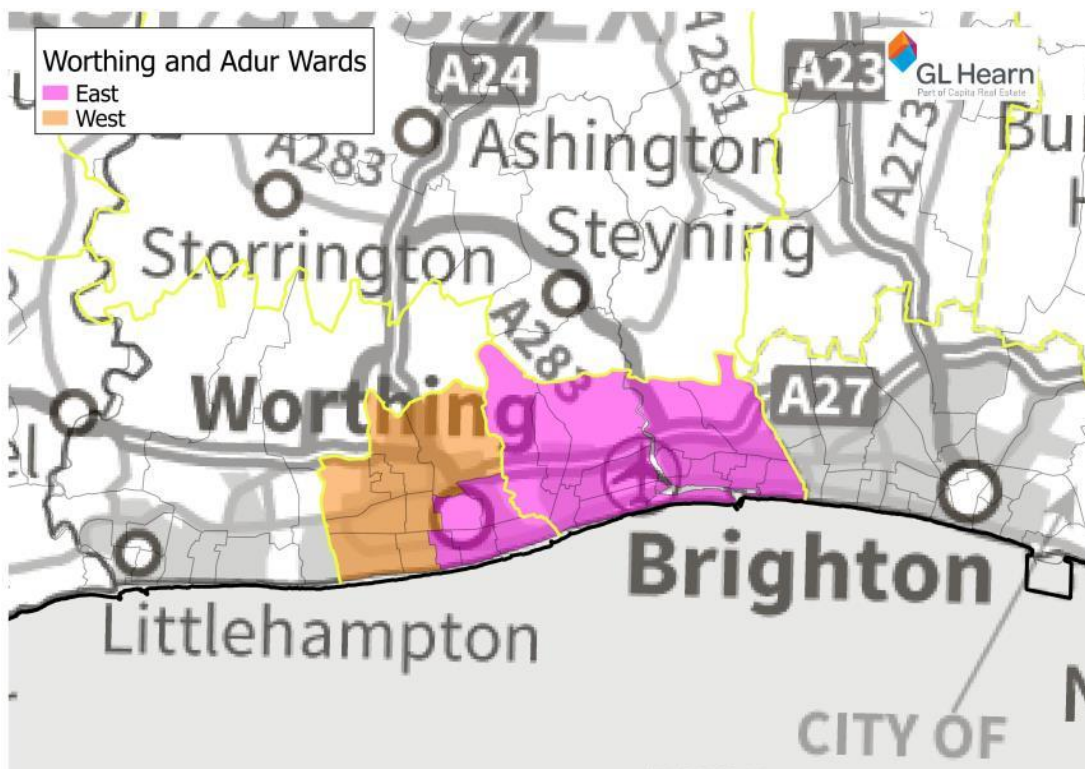 Worthing and Adur Wards
East
West
A24
A281
A23
GL Hearn
Part of Capita Real Estate
A273
A283
Ashington
Steyning
Storrington
A283
Worthing
A27
Brighton
Littlehampton
CITY OF